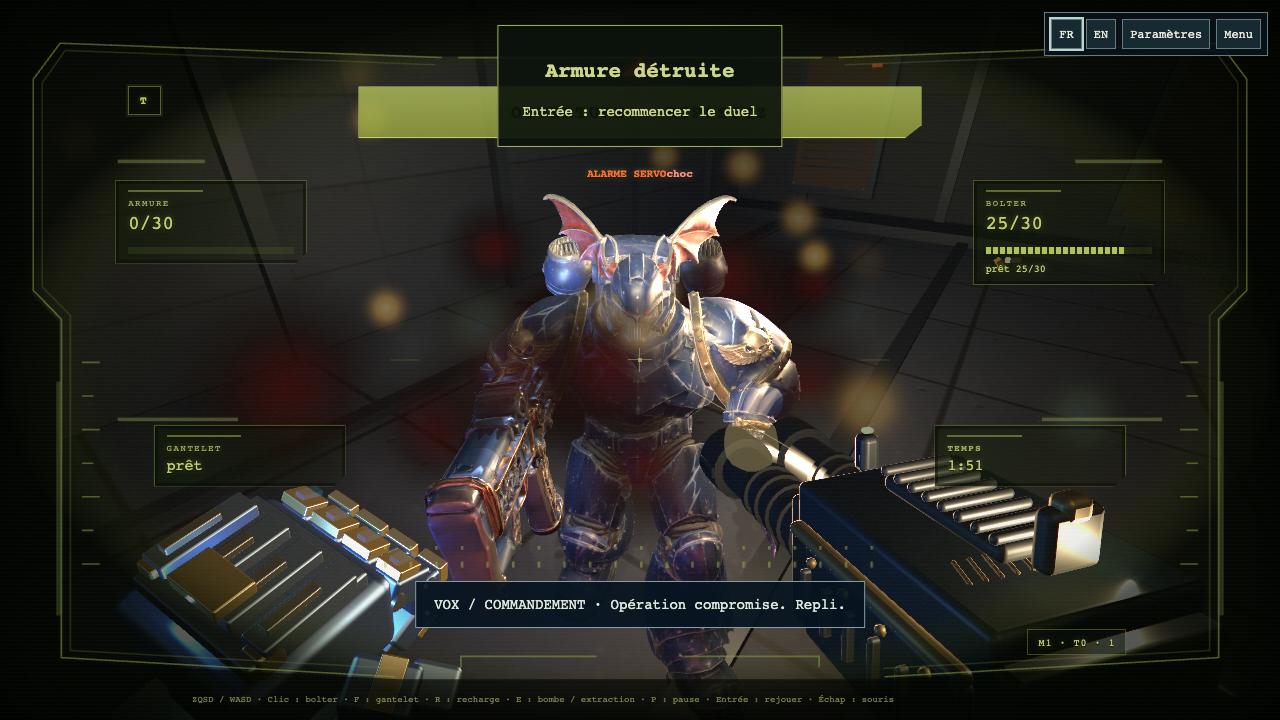 FR EN Paramètres Menu
Armure détruite
Entrée : recommencer le duel
T
ALARME SERVOchoc
ARMURE
0/30
BOLTER
25/30
prêt 25/30
GANTELET
prêt
TEMPS
1:51
VOX / COMMANDEMENT · Opération compromise. Repli.
M1 · T0 · 1
ZQSD / WASD · Clic : bolter · F : gantelet · R : recharge · E : bombe / extraction · P : pause · Entrée : rejouer · Échap : souris